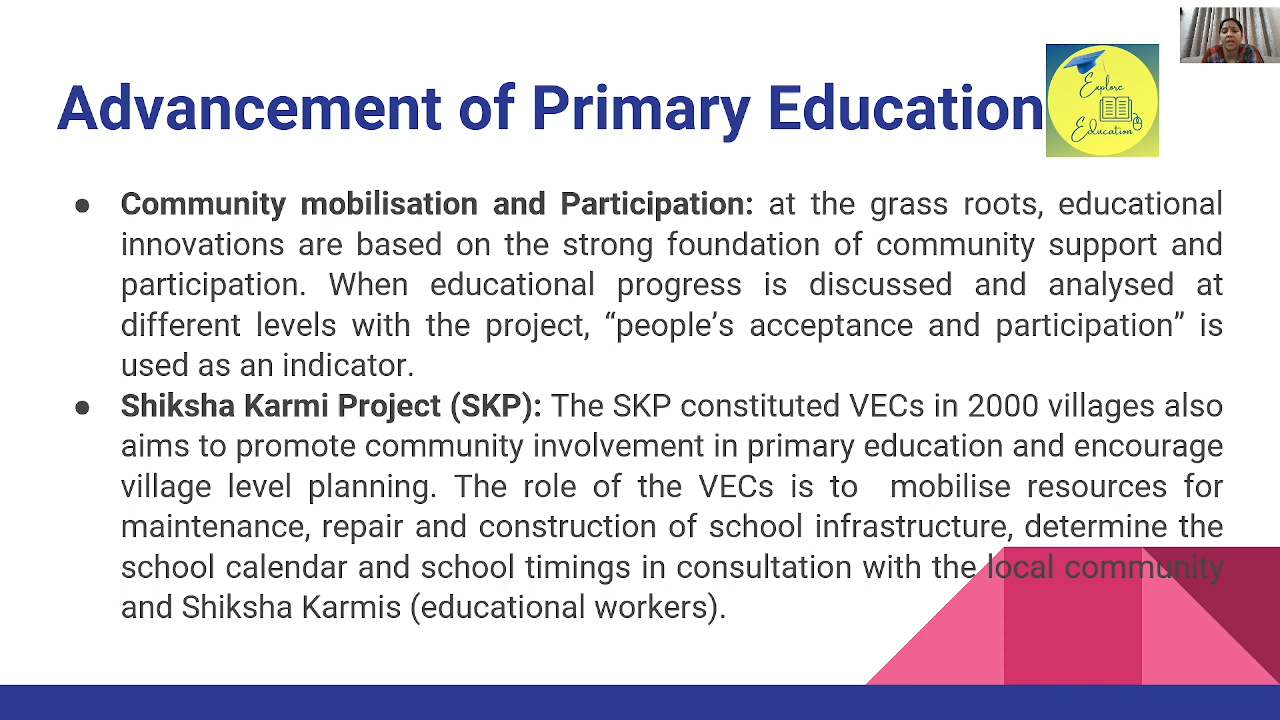 Advancement of Primary Education
Explore
Education
● Community mobilisation and Participation: at the grass roots, educational
innovations are based on the strong foundation of community support and
participation. When educational progress is discussed and analysed at
different levels with the project, “people’s acceptance and participation” is
used as an indicator.
● Shiksha Karmi Project (SKP): The SKP constituted VECs in 2000 villages also
aims to promote community involvement in primary education and encourage
village level planning. The role of the VECs is to  mobilise resources for
maintenance, repair and construction of school infrastructure, determine the
school calendar and school timings in consultation with the local community
and Shiksha Karmis (educational workers).